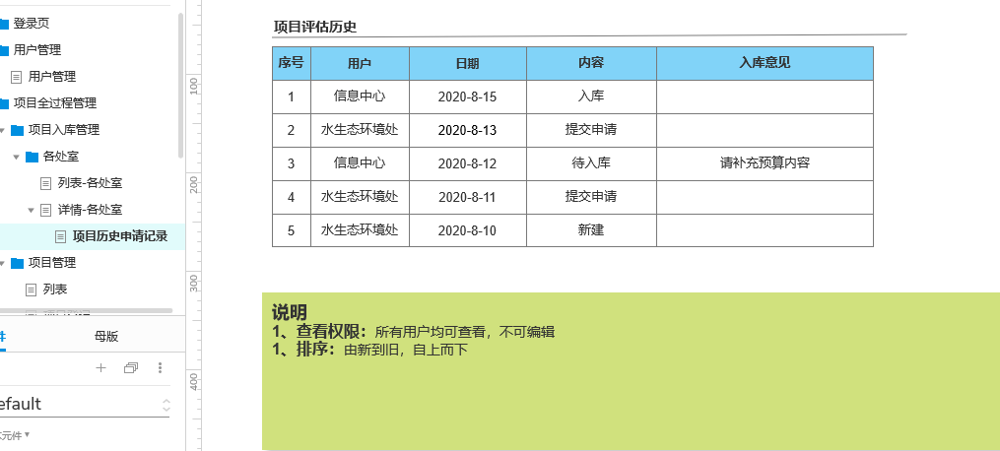 登录页
用户管理
用户管理
项目全过程管理
项目入库管理
各处室
列表-各处室
详情-各处室
项目历史申请记录
项目管理
列表
母版
efault
元件
100
200
300
400
项目评估历史
序号 用户 日期 内容 入库意见
1 信息中心 2020-8-15 入库
2 水生态环境处 2020-8-13 提交申请
3 信息中心 2020-8-12 待入库 请补充预算内容
4 水生态环境处 2020-8-11 提交申请
5 水生态环境处 2020-8-10 新建
说明
1、查看权限：所有用户均可查看，不可编辑
1、排序：由新到旧，自上而下